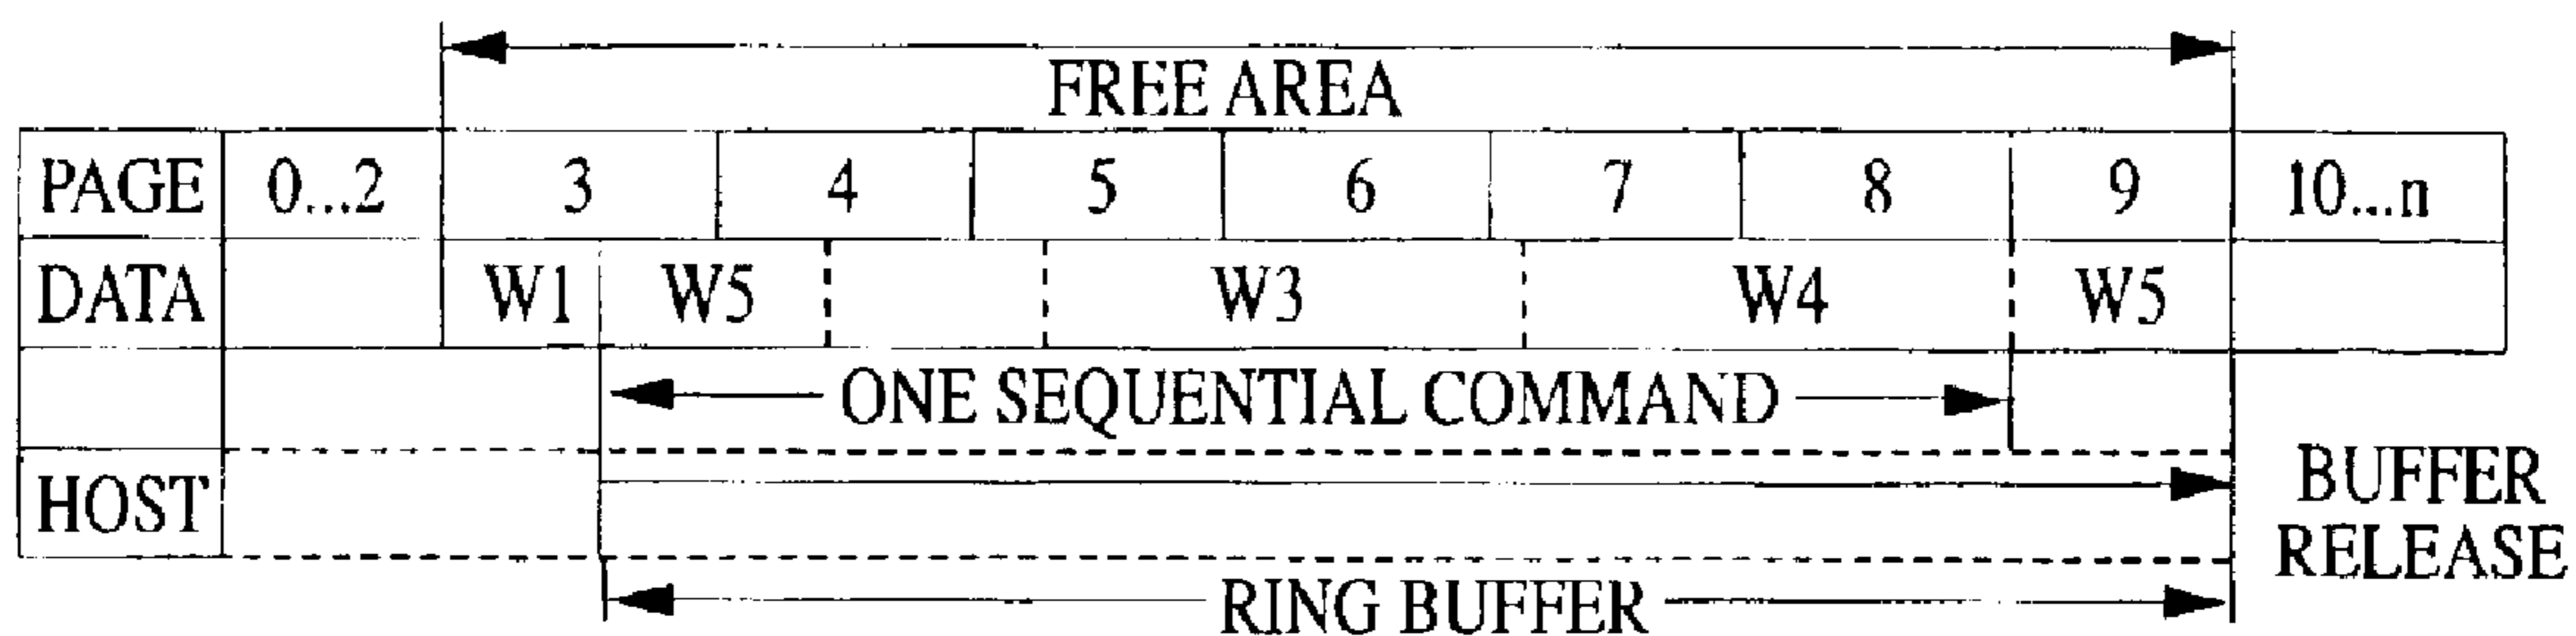 FREE AREA
PAGE 0...2 3 4 5 6 7 8 9 10...n
DATA W1 W5 W3 W4 W5
ONE SEQUENTIAL COMMAND
HOST
BUFFER
RELEASE
RING BUFFER